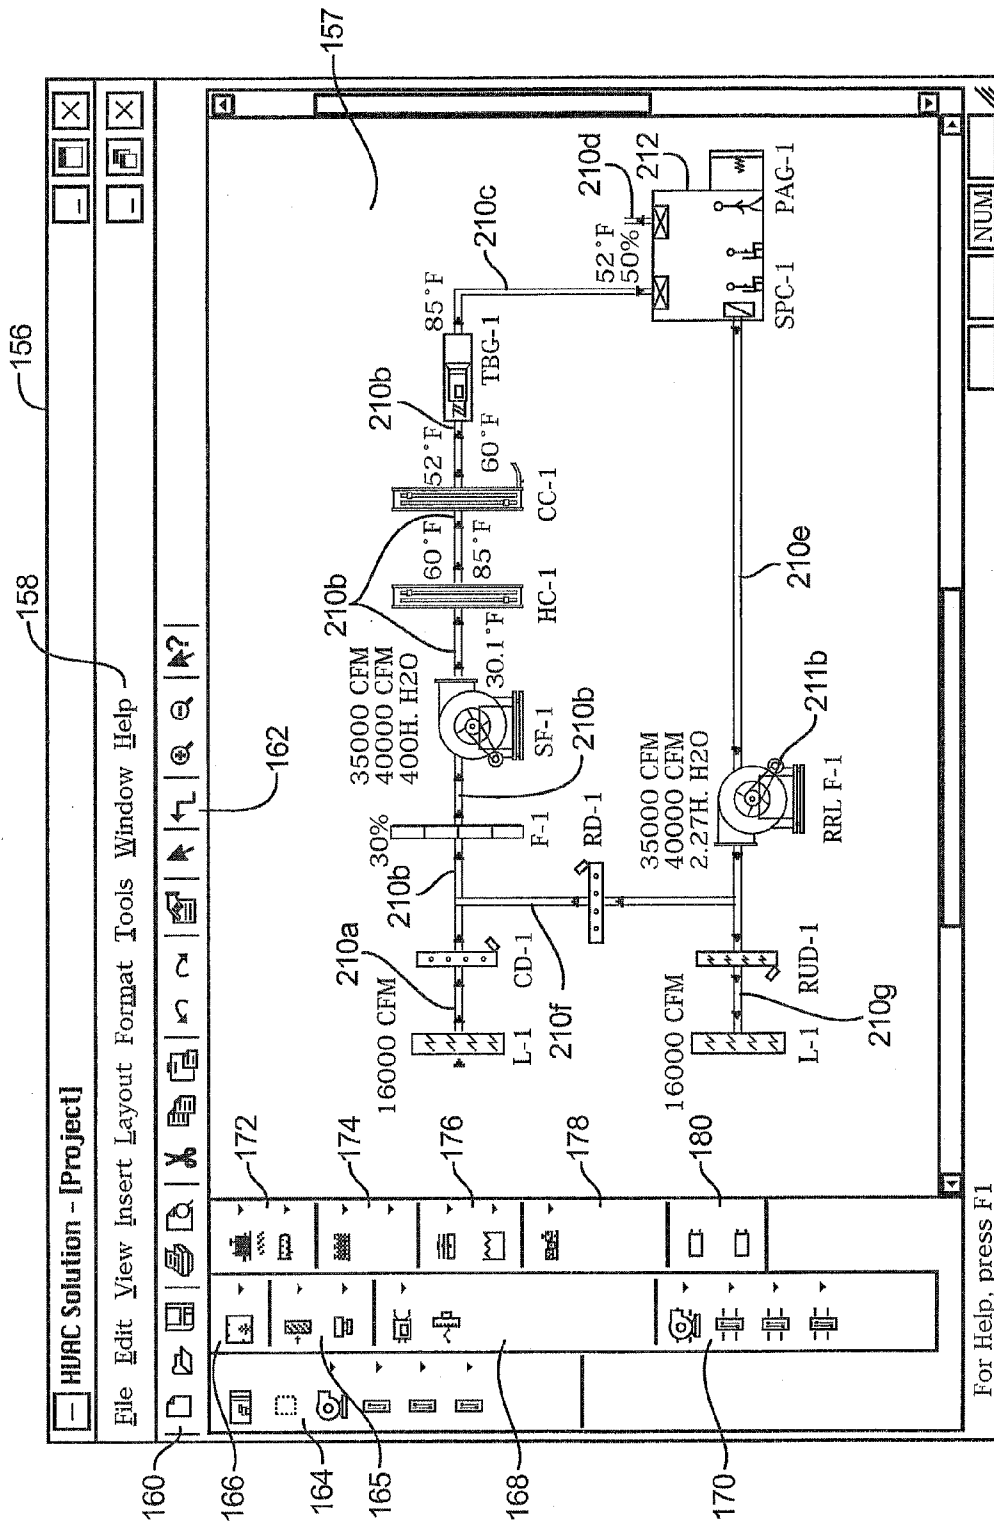 156
158
HVAC Solution - [Project]
File Edit View Insert Layout Format Tools Window Help
160
162
157
166
164
165
168
170
172
174
176
178
180
16000 CFM
L-1
210a
CD-1
210f
30%
210b
F-1
210b
35000 CFM
40000 CFM
400H. H2O
SF-1
30.1°F
210b
HC-1
60°F
85°F
CC-1
52°F
60°F
210b
TBG-1
85°F
210c
RD-1
52°F
50%
210d
212
SPC-1
PAG-1
16000 CFM
L-1
RUD-1
210g
35000 CFM
40000 CFM
2.27H. H2O
RRL F-1
211b
210e
For Help, press F1
NUM